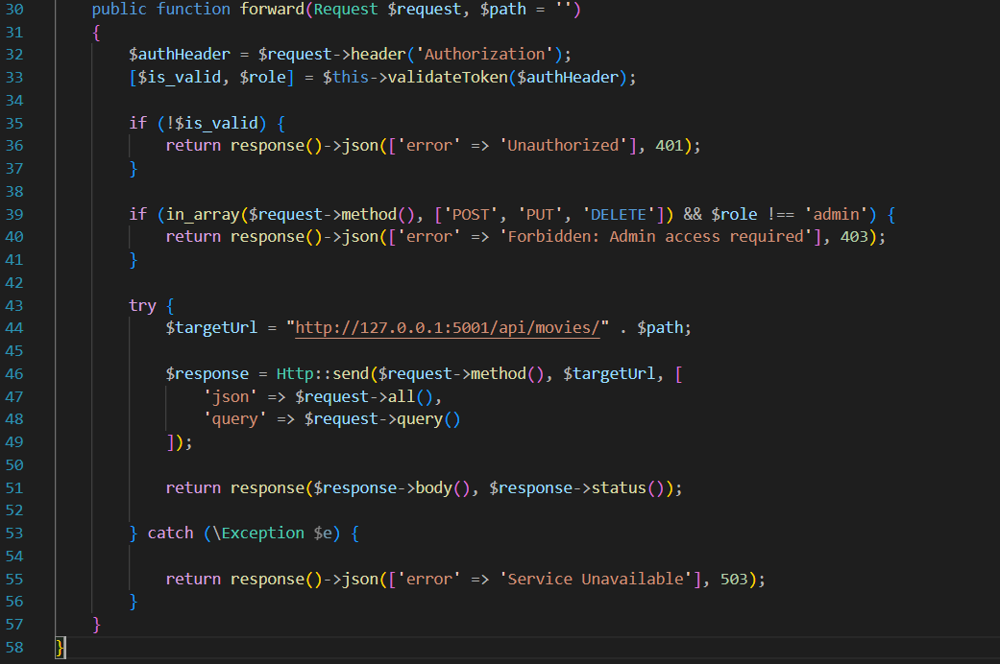 30 public function forward(Request $request, $path = '')
31 {
32 $authHeader = $request->header('Authorization');
33 [$is_valid, $role] = $this->validateToken($authHeader);
34
35 if (!$is_valid) {
36 return response()->json(['error' => 'Unauthorized'], 401);
37 }
38
39 if (in_array($request->method(), ['POST', 'PUT', 'DELETE']) && $role !== 'admin') {
40 return response()->json(['error' => 'Forbidden: Admin access required'], 403);
41 }
42
43 try {
44 $targetUrl = "http://127.0.0.1:5001/api/movies/" . $path;
45
46 $response = Http::send($request->method(), $targetUrl, [
47 'json' => $request->all(),
48 'query' => $request->query()
49 ]);
50
51 return response($response->body(), $response->status());
52
53 } catch (\Exception $e) {
54
55 return response()->json(['error' => 'Service Unavailable'], 503);
56 }
57 }
58 }